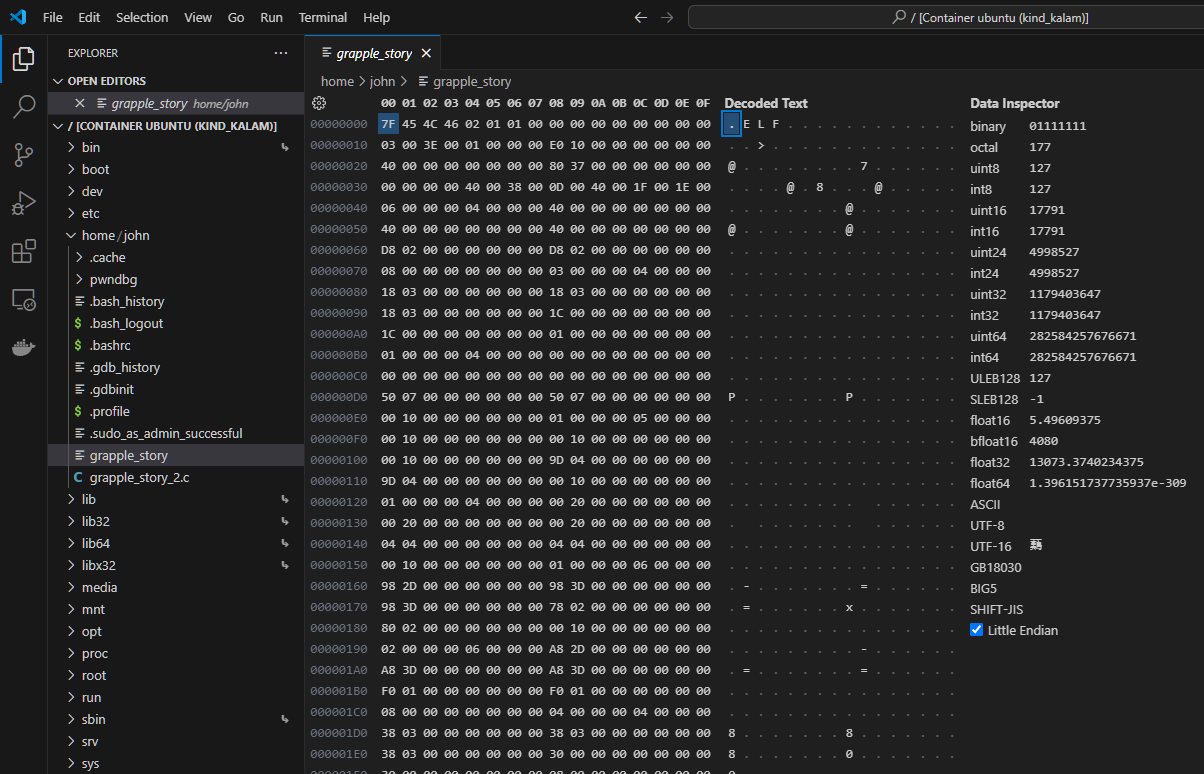 File Edit Selection View Go Run Terminal Help
/ [Container ubuntu (kind_kalam)]
EXPLORER
OPEN EDITORS
grapple_story home/john
/ [CONTAINER UBUNTU (KIND_KALAM)]
bin
boot
dev
etc
home/john
.cache
pwndbg
.bash_history
.bash_logout
.bashrc
.gdb_history
.gdbinit
.profile
.sudo_as_admin_successful
grapple_story
grapple_story_2.c
lib
lib32
lib64
libx32
media
mnt
opt
proc
root
run
sbin
srv
sys
grapple_story
home > john > grapple_story
00 01 02 03 04 05 06 07 08 09 0A 0B 0C 0D 0E 0F Decoded Text
00000000 7F 45 4C 46 02 01 01 00 00 00 00 00 00 00 00 00 . E L F . . . . . . . . . . . .
00000010 03 00 3E 00 01 00 00 00 E0 10 00 00 00 00 00 00 . . > . . . . . . . . . . . . .
00000020 40 00 00 00 00 00 00 00 80 37 00 00 00 00 00 00 @ . . . . . . . . 7 . . . . . .
00000030 00 00 00 00 40 00 38 00 0D 00 40 00 1F 00 1E 00 . . . . @ . 8 . . . @ . . . . .
00000040 06 00 00 00 04 00 00 00 40 00 00 00 00 00 00 00 . . . . . . . . @ . . . . . . .
00000050 40 00 00 00 00 00 00 00 40 00 00 00 00 00 00 00 @ . . . . . . . @ . . . . . . .
00000060 D8 02 00 00 00 00 00 00 D8 02 00 00 00 00 00 00 . . . . . . . . . . . . . . . .
00000070 08 00 00 00 00 00 00 00 03 00 00 00 04 00 00 00 . . . . . . . . . . . . . . . .
00000080 18 03 00 00 00 00 00 00 18 03 00 00 00 00 00 00 . . . . . . . . . . . . . . . .
00000090 18 03 00 00 00 00 00 00 1C 00 00 00 00 00 00 00 . . . . . . . . . . . . . . . .
000000A0 1C 00 00 00 00 00 00 00 01 00 00 00 00 00 00 00 . . . . . . . . . . . . . . . .
000000B0 01 00 00 00 04 00 00 00 00 00 00 00 00 00 00 00 . . . . . . . . . . . . . . . .
000000C0 00 00 00 00 00 00 00 00 00 00 00 00 00 00 00 00 . . . . . . . . . . . . . . . .
000000D0 50 07 00 00 00 00 00 00 50 07 00 00 00 00 00 00 P . . . . . . . P . . . . . . .
000000E0 00 10 00 00 00 00 00 00 01 00 00 00 05 00 00 00 . . . . . . . . . . . . . . . .
000000F0 00 10 00 00 00 00 00 00 00 10 00 00 00 00 00 00 . . . . . . . . . . . . . . . .
00000100 00 10 00 00 00 00 00 00 9D 04 00 00 00 00 00 00 . . . . . . . . . . . . . . . .
00000110 9D 04 00 00 00 00 00 00 00 10 00 00 00 00 00 00 . . . . . . . . . . . . . . . .
00000120 01 00 00 00 04 00 00 00 00 20 00 00 00 00 00 00 . . . . . . . . .   . . . . . .
00000130 00 20 00 00 00 00 00 00 00 20 00 00 00 00 00 00 .   . . . . . . .   . . . . . .
00000140 04 04 00 00 00 00 00 00 04 04 00 00 00 00 00 00 . . . . . . . . . . . . . . . .
00000150 00 10 00 00 00 00 00 00 01 00 00 00 06 00 00 00 . . . . . . . . . . . . . . . .
00000160 98 2D 00 00 00 00 00 00 98 3D 00 00 00 00 00 00 . - . . . . . . . = . . . . . .
00000170 98 3D 00 00 00 00 00 00 78 02 00 00 00 00 00 00 . = . . . . . . x . . . . . . .
00000180 80 02 00 00 00 00 00 00 00 10 00 00 00 00 00 00 . . . . . . . . . . . . . . . .
00000190 02 00 00 00 06 00 00 00 A8 2D 00 00 00 00 00 00 . . . . . . . . . - . . . . . .
000001A0 A8 3D 00 00 00 00 00 00 A8 3D 00 00 00 00 00 00 . = . . . . . . . = . . . . . .
000001B0 F0 01 00 00 00 00 00 00 F0 01 00 00 00 00 00 00 . . . . . . . . . . . . . . . .
000001C0 08 00 00 00 00 00 00 00 04 00 00 00 04 00 00 00 . . . . . . . . . . . . . . . .
000001D0 38 03 00 00 00 00 00 00 38 03 00 00 00 00 00 00 8 . . . . . . . 8 . . . . . . .
000001E0 38 03 00 00 00 00 00 00 30 00 00 00 00 00 00 00 8 . . . . . . . 0 . . . . . . .
Data Inspector
binary 01111111
octal 177
uint8 127
int8 127
uint16 17791
int16 17791
uint24 4998527
int24 4998527
uint32 1179403647
int32 1179403647
uint64 282584257676671
int64 282584257676671
ULEB128 127
SLEB128 -1
float16 5.49609375
bfloat16 4080
float32 13073.3740234375
float64 1.396151737735937e-309
ASCII
UTF-8
UTF-16
GB18030
BIG5
SHIFT-JIS
Little Endian